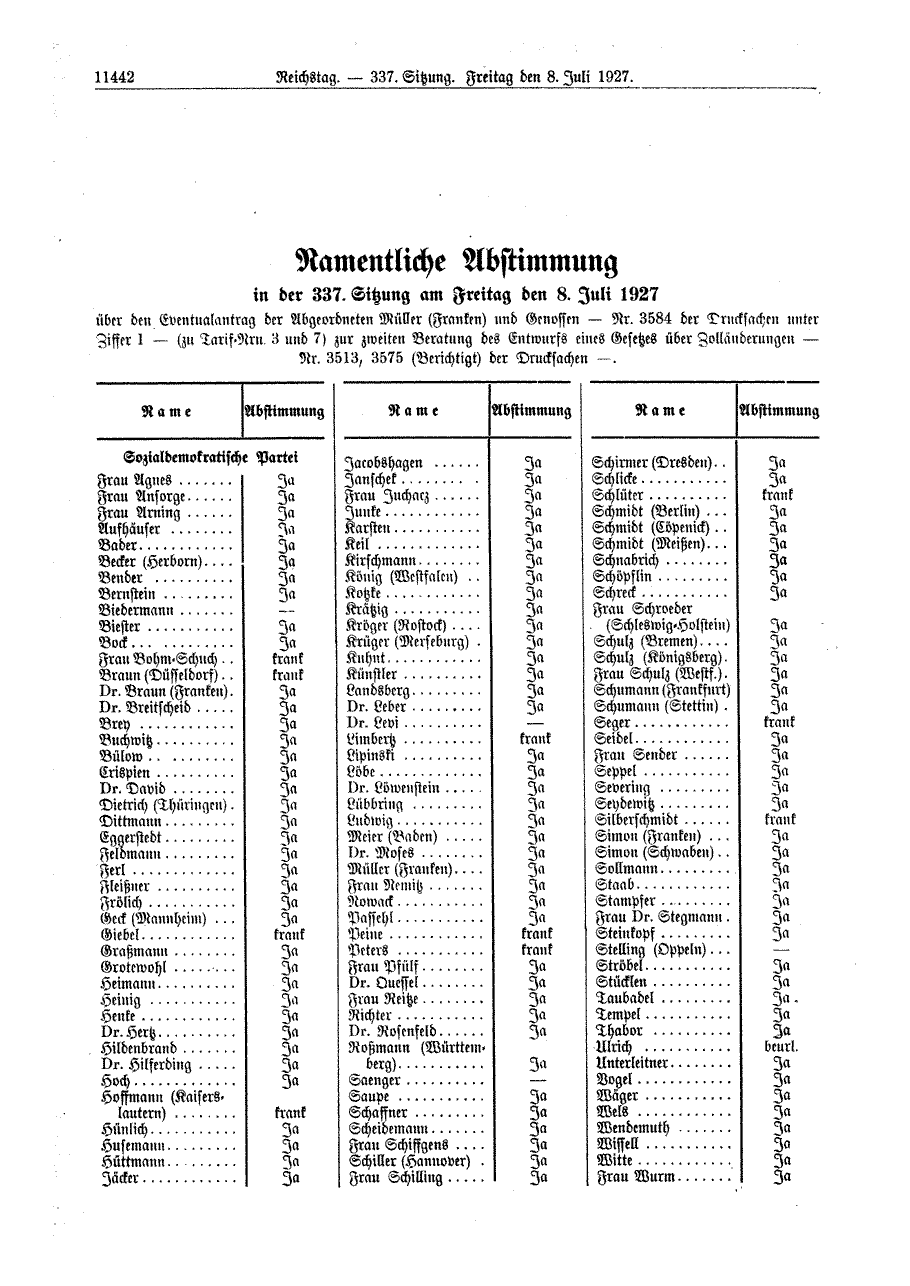 11442 Reichstag. — 337. Sitzung. Freitag den 8. Juli 1927.
Namentliche Abstimmung
in der 337. Sitzung am Freitag den 8. Juli 1927
über den Eventualantrag der Abgeordneten Müller (Franken) und Genossen — Nr. 3584 der Drucksachen unter
Ziffer 1 — (zu Tarif-Nrn. 3 und 7) zur zweiten Beratung des Entwurfs eines Gesetzes über Zolländerungen —
Nr. 3513, 3575 (Berichtigt) der Drucksachen —.
Name Abstimmung
Sozialdemokratische Partei
Frau Agnes . . . . . . . Ja
Frau Ansorge . . . . . . Ja
Frau Arning . . . . . . Ja
Aufhäuser . . . . . . . . Ja
Bader . . . . . . . . . . . . Ja
Becker (Herborn) . . . . Ja
Bender . . . . . . . . . . Ja
Bernstein . . . . . . . . . Ja
Biedermann . . . . . . . —
Biester . . . . . . . . . . . Ja
Bock . . . . . . . . . . . . Ja
Frau Bohm-Schuch . . krank
Braun (Düsseldorf) . . krank
Dr. Braun (Franken) . Ja
Dr. Breitscheid . . . . . Ja
Brey . . . . . . . . . . . . Ja
Buchwitz . . . . . . . . . . Ja
Bülow . . . . . . . . . . Ja
Crispien . . . . . . . . . . Ja
Dr. David . . . . . . . . Ja
Dietrich (Thüringen) . Ja
Dittmann . . . . . . . . . Ja
Eggerstedt . . . . . . . . . Ja
Feldmann . . . . . . . . . Ja
Ferl . . . . . . . . . . . . . Ja
Fleißner . . . . . . . . . . Ja
Frölich . . . . . . . . . . . Ja
Geck (Mannheim) . . . Ja
Giebel . . . . . . . . . . . . krank
Graßmann . . . . . . . . Ja
Grotewohl . . . . . . . . Ja
Heimann . . . . . . . . . . Ja
Heinig . . . . . . . . . . . Ja
Henke . . . . . . . . . . . Ja
Dr. Hertz . . . . . . . . . . Ja
Hildenbrand . . . . . . . Ja
Dr. Hilferding . . . . . Ja
Hoch . . . . . . . . . . . . . Ja
Hoffmann (Kaisers-
lautern) . . . . . . . . krank
Hünlich . . . . . . . . . . . Ja
Husemann . . . . . . . . . Ja
Hüttmann . . . . . . . . . Ja
Jäcker . . . . . . . . . . . . Ja
Name Abstimmung
Jacobshagen . . . . . . Ja
Janschek . . . . . . . . . . Ja
Frau Juchacz . . . . . . Ja
Junke . . . . . . . . . . . . Ja
Karsten . . . . . . . . . . . Ja
Keil . . . . . . . . . . . . . Ja
Kirschmann . . . . . . . . Ja
König (Westfalen) . . Ja
Kotzke . . . . . . . . . . . . Ja
Krätzig . . . . . . . . . . . Ja
Kröger (Rostock) . . . . Ja
Krüger (Merseburg) . Ja
Kuhnt . . . . . . . . . . . . Ja
Künstler . . . . . . . . . . Ja
Landsberg . . . . . . . . . Ja
Dr. Leber . . . . . . . . . Ja
Dr. Levi . . . . . . . . . . —
Limbertz . . . . . . . . . . krank
Lipinski . . . . . . . . . . Ja
Löbe . . . . . . . . . . . . . Ja
Dr. Löwenstein . . . . . Ja
Lübbring . . . . . . . . . Ja
Ludwig . . . . . . . . . . . Ja
Meier (Baden) . . . . . Ja
Dr. Moses . . . . . . . . Ja
Müller (Franken) . . . . Ja
Frau Nemitz . . . . . . . Ja
Nowack . . . . . . . . . . . Ja
Passehl . . . . . . . . . . . Ja
Peine . . . . . . . . . . . . krank
Peters . . . . . . . . . . . krank
Frau Pfülf . . . . . . . . Ja
Dr. Quessel . . . . . . . . Ja
Frau Reitze . . . . . . . . Ja
Richter . . . . . . . . . . . Ja
Dr. Rosenfeld . . . . . . Ja
Roßmann (Württem-
berg) . . . . . . . . . . . Ja
Saenger . . . . . . . . . . —
Saupe . . . . . . . . . . . Ja
Schaffner . . . . . . . . . Ja
Scheidemann . . . . . . . Ja
Frau Schiffgens . . . . Ja
Schiller (Hannover) . Ja
Frau Schilling . . . . . Ja
Name Abstimmung
Schirmer (Dresden) . . Ja
Schlicke . . . . . . . . . . . Ja
Schlüter . . . . . . . . . . krank
Schmidt (Berlin) . . . Ja
Schmidt (Cöpenick) . . Ja
Schmidt (Meißen) . . . Ja
Schnabrich . . . . . . . . Ja
Schöpflin . . . . . . . . . Ja
Schreck . . . . . . . . . . . Ja
Frau Schroeder
(Schleswig-Holstein) Ja
Schulz (Bremen) . . . . Ja
Schulz (Königsberg) . Ja
Frau Schulz (Westf.) . Ja
Schumann (Frankfurt) Ja
Schumann (Stettin) . Ja
Seger . . . . . . . . . . . . krank
Seidel . . . . . . . . . . . . Ja
Frau Sender . . . . . . Ja
Seppel . . . . . . . . . . . Ja
Severing . . . . . . . . . Ja
Seydewitz . . . . . . . . . Ja
Silberschmidt . . . . . . krank
Simon (Franken) . . . Ja
Simon (Schwaben) . . Ja
Sollmann . . . . . . . . . Ja
Staab . . . . . . . . . . . . Ja
Stampfer . . . . . . . . . Ja
Frau Dr. Stegmann . Ja
Steinkopf . . . . . . . . . Ja
Stelling (Oppeln) . . . —
Ströbel . . . . . . . . . . . Ja
Stücklen . . . . . . . . . . Ja
Taubadel . . . . . . . . . Ja .
Tempel . . . . . . . . . . . Ja
Thabor . . . . . . . . . . Ja
Ulrich . . . . . . . . . . . beurl.
Unterleitner . . . . . . . . Ja
Vogel . . . . . . . . . . . . Ja
Wäger . . . . . . . . . . . Ja
Wels . . . . . . . . . . . . Ja
Wendemuth . . . . . . . Ja
Wissell . . . . . . . . . . . Ja
Witte . . . . . . . . . . . . Ja
Frau Wurm . . . . . . . Ja